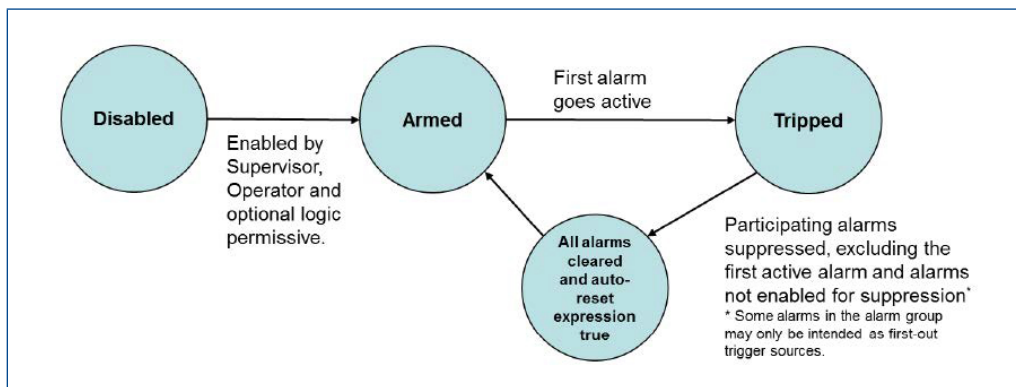 Disabled
Armed
First alarm
goes active
Tripped
Enabled by
Supervisor,
Operator and
optional logic
permissive.
All alarms
cleared
and auto-
reset
expression
true
Participating alarms
suppressed, excluding the
first active alarm and alarms
not enabled for suppression*
* Some alarms in the alarm group
may only be intended as first-out
trigger sources.